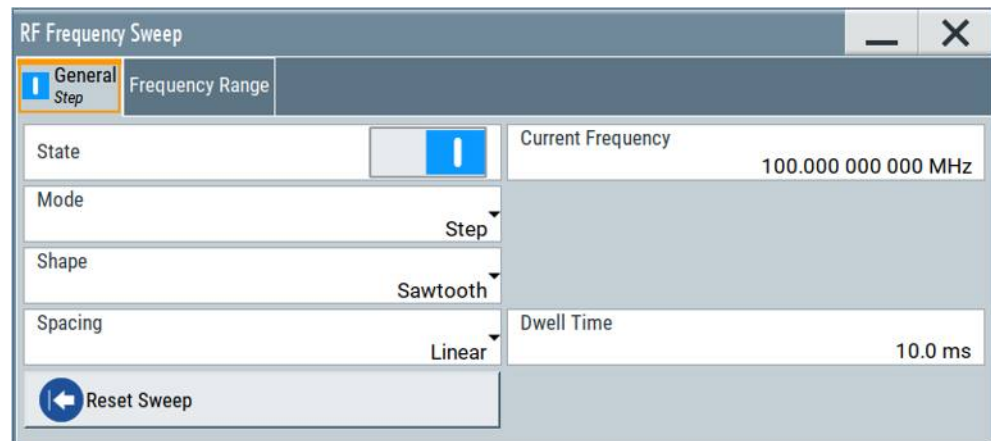 RF Frequency Sweep
General
Step
Frequency Range
State
Current Frequency
100.000 000 000 MHz
Mode
Step
Shape
Sawtooth
Spacing
Linear
Dwell Time
10.0 ms
Reset Sweep